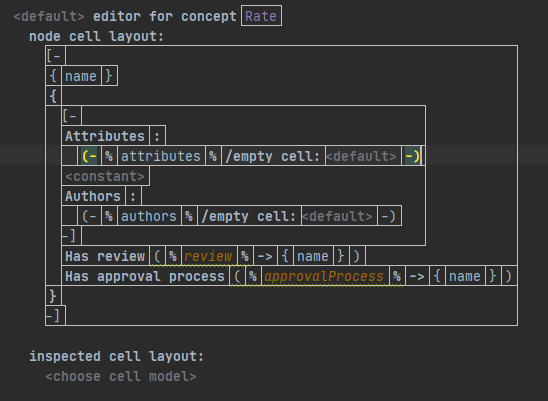 <default> editor for concept Rate
node cell layout:
[-
{ name }
{
[-
Attributes :
(- % attributes % /empty cell: <default> -)
<constant>
Authors :
(- % authors % /empty cell: <default> -)
-]
Has review ( % review % -> { name } )
Has approval process ( % approvalProcess % -> { name } )
}
-]
inspected cell layout:
<choose cell model>